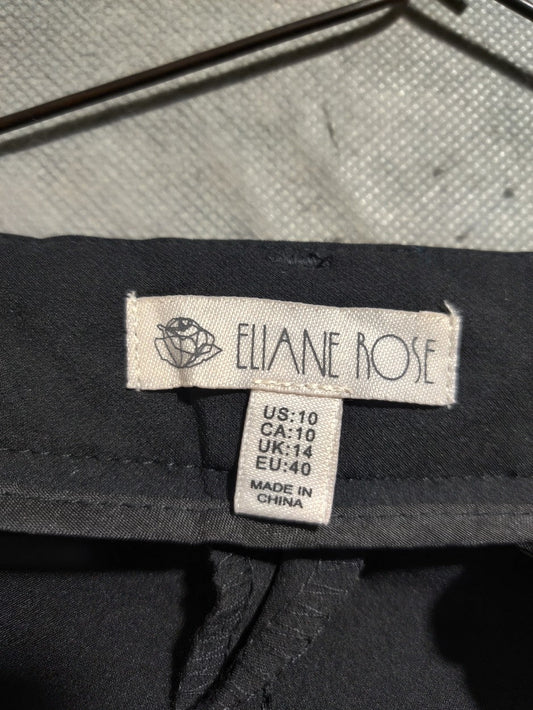 ELIANE ROSE
US:10
CA:10
UK:14
EU:40
MADE IN
CHINA